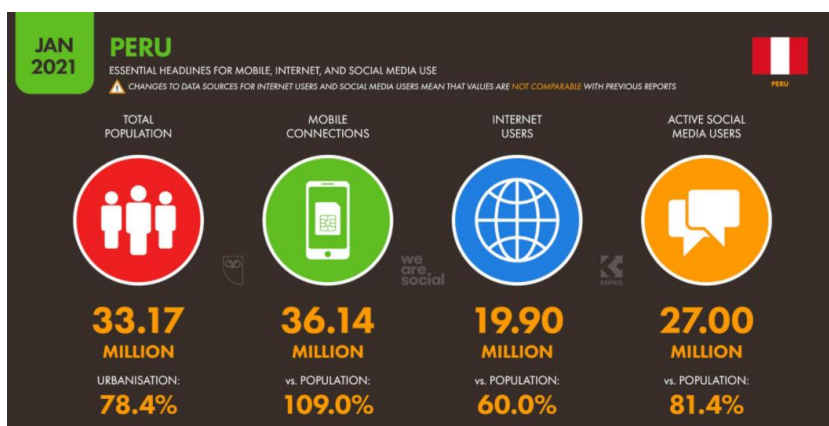 JAN
2021
PERU
ESSENTIAL HEADLINES FOR MOBILE, INTERNET, AND SOCIAL MEDIA USE
CHANGES TO DATA SOURCES FOR INTERNET USERS AND SOCIAL MEDIA USERS MEAN THAT VALUES ARE NOT COMPARABLE WITH PREVIOUS REPORTS
PERU
TOTAL
POPULATION
MOBILE
CONNECTIONS
INTERNET
USERS
ACTIVE SOCIAL
MEDIA USERS
we
are
social
KEPIOS
33.17
MILLION
URBANISATION:
78.4%
36.14
MILLION
vs. POPULATION:
109.0%
19.90
MILLION
vs. POPULATION:
60.0%
27.00
MILLION
vs. POPULATION:
81.4%